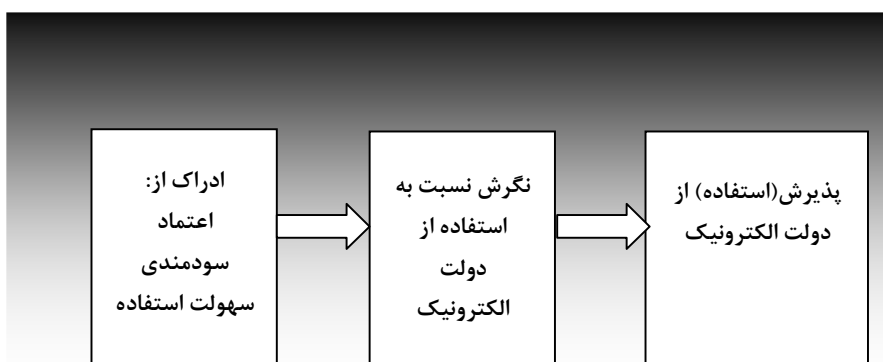 ادراک از:
اعتماد
سودمندی
سهولت استفاده
نگرش نسبت به
استفاده از
دولت
الکترونیک
پذیرش(استفاده) از
دولت الکترونیک